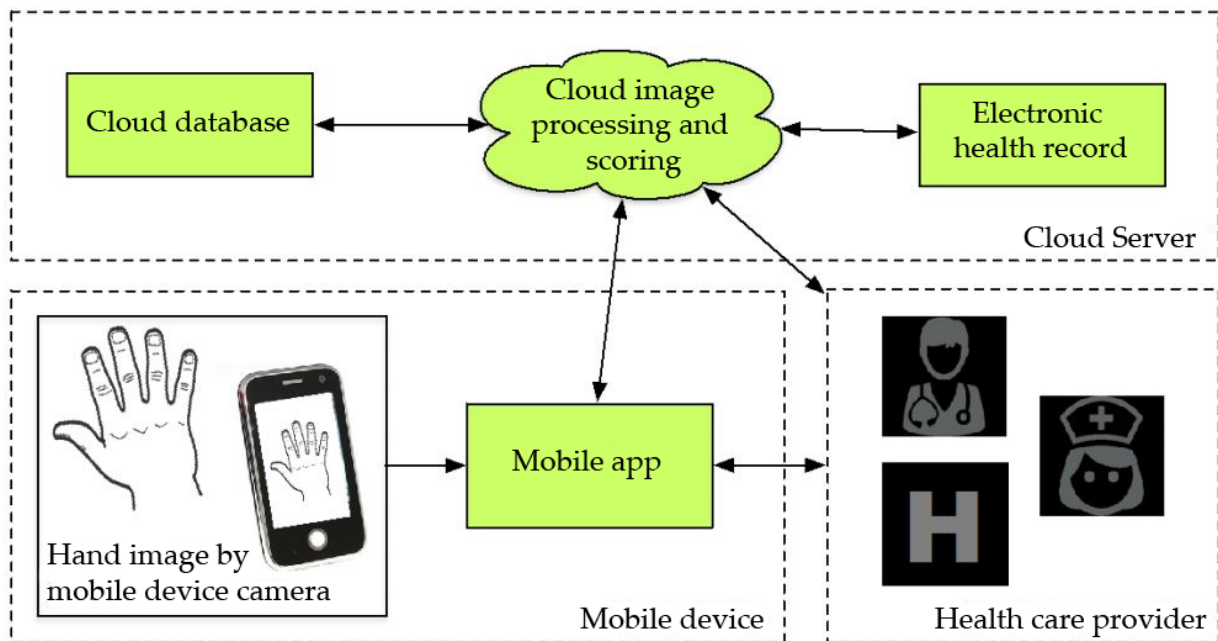 Cloud database
Cloud image
processing and
scoring
Electronic
health record
Cloud Server
Hand image by
mobile device camera
Mobile app
Mobile device
H
Health care provider